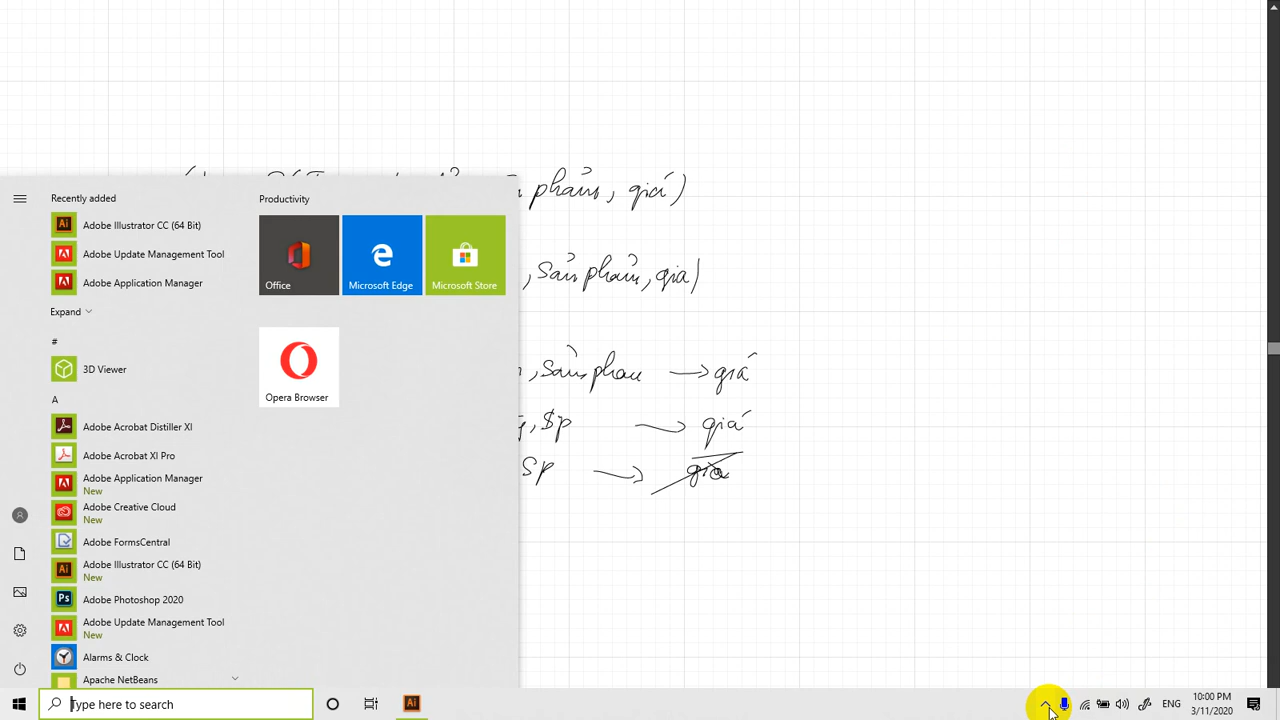 phẩm, giá)
Recently added
Productivity
Adobe Illustrator CC (64 Bit)
Adobe Update Management Tool
Adobe Application Manager
Office
Microsoft Edge
Microsoft Store
, sản phẩm, giá)
Expand
#
3D Viewer
, sản phẩm → giá
Opera Browser
A
Adobe Acrobat Distiller XI
, Sp → giá
Adobe Acrobat XI Pro
Sp → giá
Adobe Application Manager
New
Adobe Creative Cloud
New
Adobe FormsCentral
Adobe Illustrator CC (64 Bit)
New
Adobe Photoshop 2020
Adobe Update Management Tool
New
Alarms & Clock
Apache NetBeans
Type here to search
ENG
10:00 PM
3/11/2020